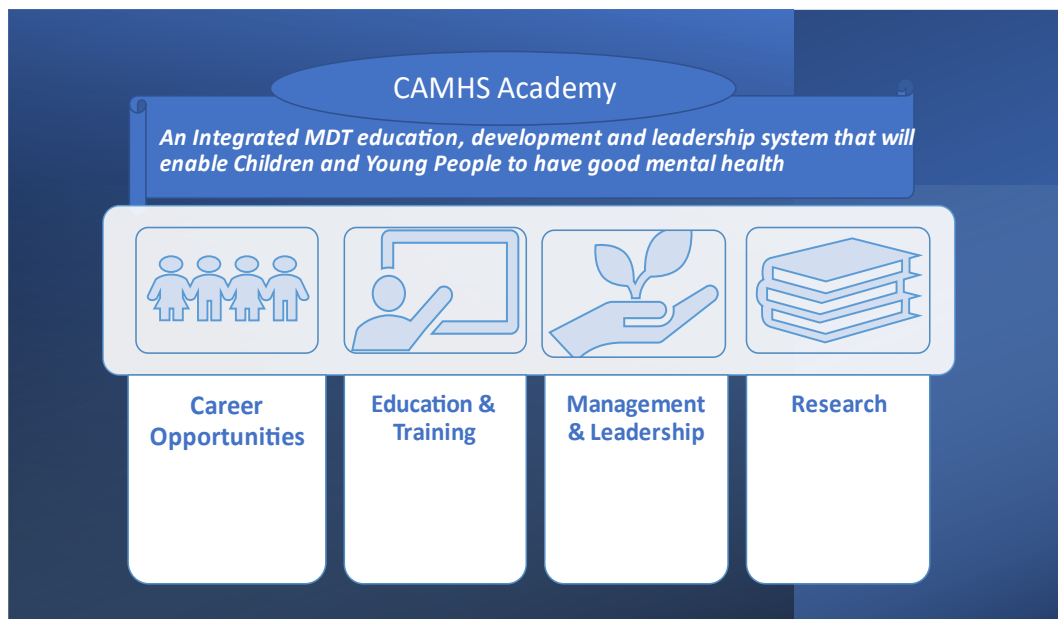 CAMHS Academy
An Integrated MDT education, development and leadership system that will
enable Children and Young People to have good mental health
Career
Opportunities
Education &
Training
Management
& Leadership
Research